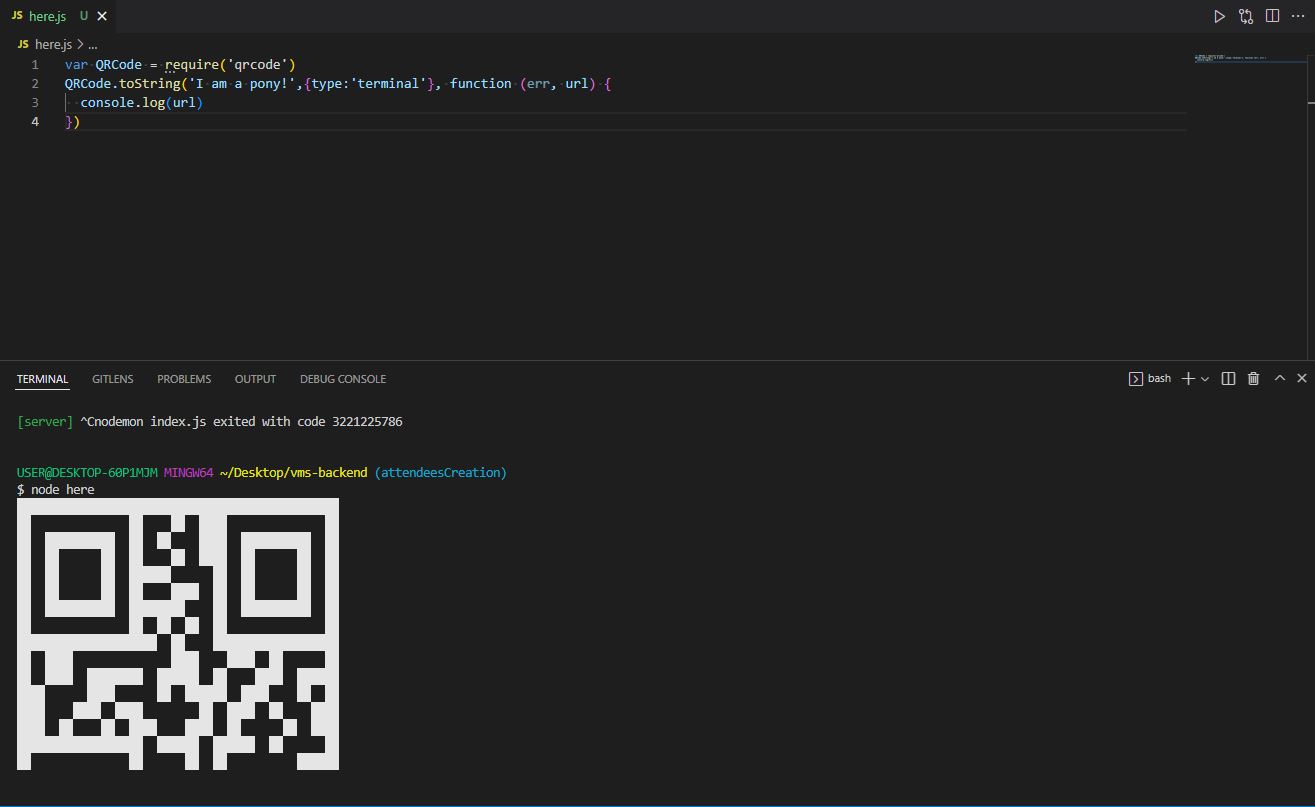 JS here.js U
JS here.js > ...
1 var QRCode = require('qrcode')
2 QRCode.toString('I am a pony!',{type:'terminal'}, function (err, url) {
3   console.log(url)
4 })
TERMINAL GITLENS PROBLEMS OUTPUT DEBUG CONSOLE bash
[server] ^Cnodemon index.js exited with code 3221225786
USER@DESKTOP-60P1MJM MINGW64 ~/Desktop/vms-backend (attendeesCreation)
$ node here